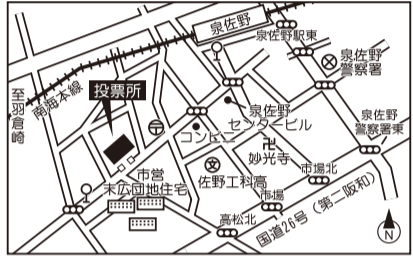 泉佐野
泉佐野駅東
泉佐野
警察署
至羽倉崎
南海本線
投票所
泉佐野
センタービル
コンビニ
泉佐野
警察署東
妙光寺
市営
末広団地住宅
佐野工科高
市場北
市場
高松北
国道26号(第二阪和)
N